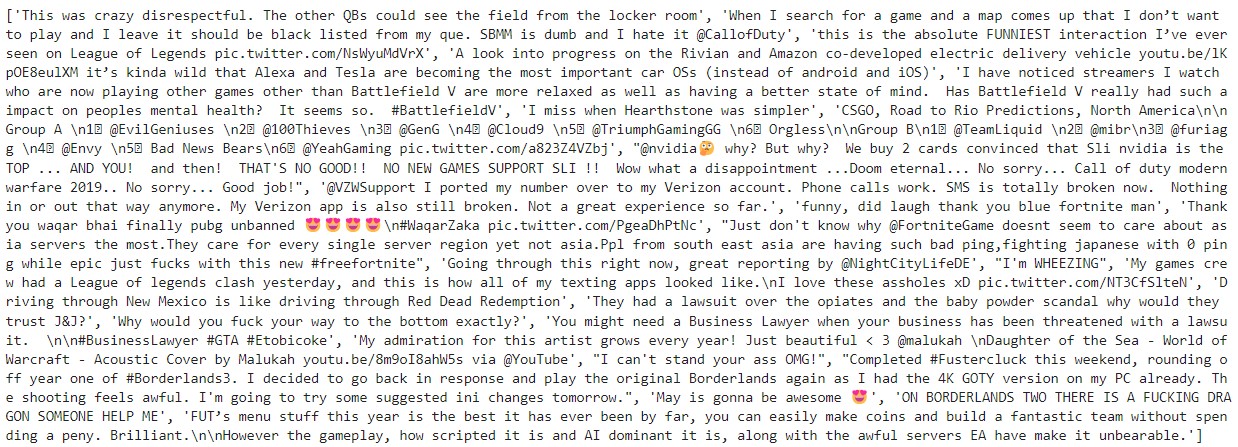 ['This was crazy disrespectful. The other QBs could see the field from the locker room', 'When I search for a game and a map comes up that I don’t want
to play and I leave it should be black listed from my que. SBMM is dumb and I hate it @CallofDuty', 'this is the absolute FUNNIEST interaction I’ve ever
seen on League of Legends pic.twitter.com/NsWyuMdVrX', 'A look into progress on the Rivian and Amazon co-developed electric delivery vehicle youtu.be/lK
pOE8eulXM it’s kinda wild that Alexa and Tesla are becoming the most important car OSs (instead of android and iOS)', 'I have noticed streamers I watch
who are now playing other games other than Battlefield V are more relaxed as well as having a better state of mind.  Has Battlefield V really had such a
impact on peoples mental health?  It seems so.  #BattlefieldV', 'I miss when Hearthstone was simpler', 'CSGO, Road to Rio Predictions, North America\n\n
Group A \n1⃣ @EvilGeniuses \n2⃣ @100Thieves \n3⃣ @GenG \n4⃣ @Cloud9 \n5⃣ @TriumphGamingGG \n6⃣ Orgless\n\nGroup B\n1⃣ @TeamLiquid \n2⃣ @mibr\n3⃣ @furiag
g \n4⃣ @Envy \n5⃣ Bad News Bears\n6⃣ @YeahGaming pic.twitter.com/a823Z4VZbj', "@nvidia🤔 why? But why?  We buy 2 cards convinced that Sli nvidia is the
TOP ... AND YOU!  and then!  THAT'S NO GOOD!!  NO NEW GAMES SUPPORT SLI !!  Wow what a disappointment ...Doom eternal... No sorry... Call of duty modern
warfare 2019.. No sorry... Good job!", '@VZWSupport I ported my number over to my Verizon account. Phone calls work. SMS is totally broken now.  Nothing
in or out that way anymore. My Verizon app is also still broken. Not a great experience so far.', 'funny, did laugh thank you blue fortnite man', 'Thank
you waqar bhai finally pubg unbanned 😍😍😍😍\n#WaqarZaka pic.twitter.com/PgeaDhPtNc', "Just don't know why @FortniteGame doesnt seem to care about as
ia servers the most.They care for every single server region yet not asia.Ppl from south east asia are having such bad ping,fighting japanese with 0 pin
g while epic just fucks with this new #freefortnite", 'Going through this right now, great reporting by @NightCityLifeDE', "I'm WHEEZING", 'My games cre
w had a League of legends clash yesterday, and this is how all of my texting apps looked like.\nI love these assholes xD pic.twitter.com/NT3CfSlteN', 'D
riving through New Mexico is like driving through Red Dead Redemption', 'They had a lawsuit over the opiates and the baby powder scandal why would they
trust J&J?', 'Why would you fuck your way to the bottom exactly?', 'You might need a Business Lawyer when your business has been threatened with a lawsu
it.  \n\n#BusinessLawyer #GTA #Etobicoke', 'My admiration for this artist grows every year! Just beautiful < 3 @malukah \nDaughter of the Sea - World of
Warcraft - Acoustic Cover by Malukah youtu.be/8m9oI8ahW5s via @YouTube', "I can't stand your ass OMG!", "Completed #Fustercluck this weekend, rounding o
ff year one of #Borderlands3. I decided to go back in response and play the original Borderlands again as I had the 4K GOTY version on my PC already. Th
e shooting feels awful. I'm going to try some suggested ini changes tomorrow.", 'May is gonna be awesome 😍', 'ON BORDERLANDS TWO THERE IS A FUCKING DRA
GON SOMEONE HELP ME', 'FUT’s menu stuff this year is the best it has ever been by far, you can easily make coins and build a fantastic team without spen
ding a peny. Brilliant.\n\nHowever the gameplay, how scripted it is and AI dominant it is, along with the awful servers EA have make it unbearable.']